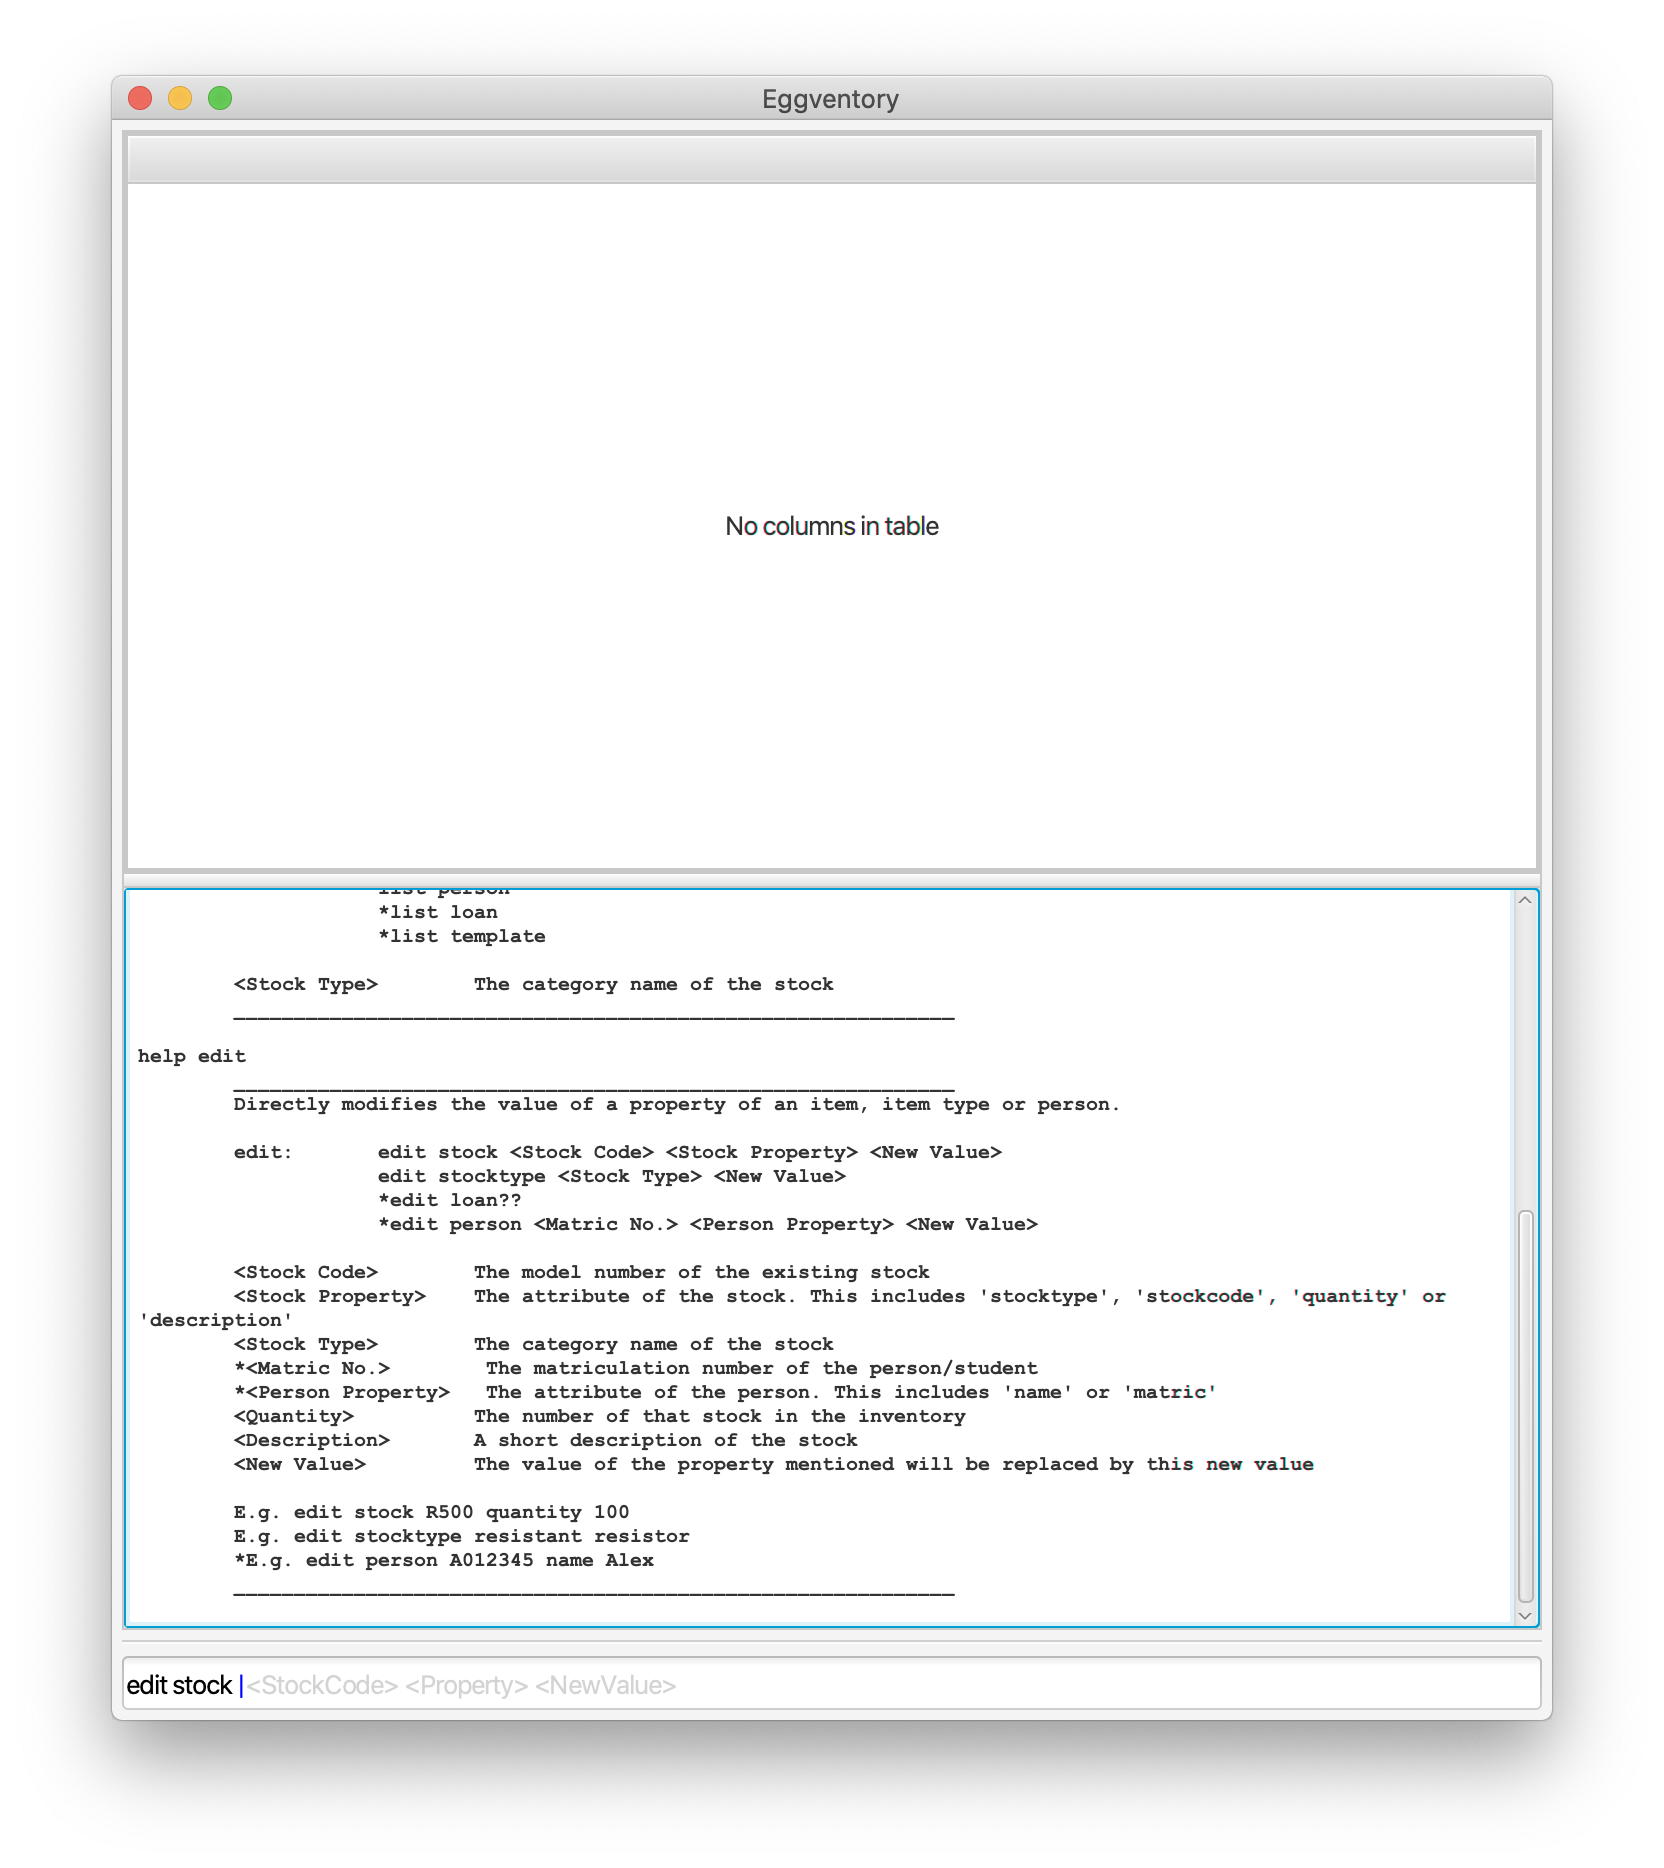 Eggventory
No columns in table
list person
*list loan
*list template
<Stock Type> The category name of the stock
____________________________________________________________
help edit
____________________________________________________________
Directly modifies the value of a property of an item, item type or person.
edit: edit stock <Stock Code> <Stock Property> <New Value>
edit stocktype <Stock Type> <New Value>
*edit loan??
*edit person <Matric No.> <Person Property> <New Value>
<Stock Code> The model number of the existing stock
<Stock Property> The attribute of the stock. This includes 'stocktype', 'stockcode', 'quantity' or
'description'
<Stock Type> The category name of the stock
*<Matric No.> The matriculation number of the person/student
*<Person Property> The attribute of the person. This includes 'name' or 'matric'
<Quantity> The number of that stock in the inventory
<Description> A short description of the stock
<New Value> The value of the property mentioned will be replaced by this new value
E.g. edit stock R500 quantity 100
E.g. edit stocktype resistant resistor
*E.g. edit person A012345 name Alex
____________________________________________________________
edit stock <StockCode> <Property> <NewValue>